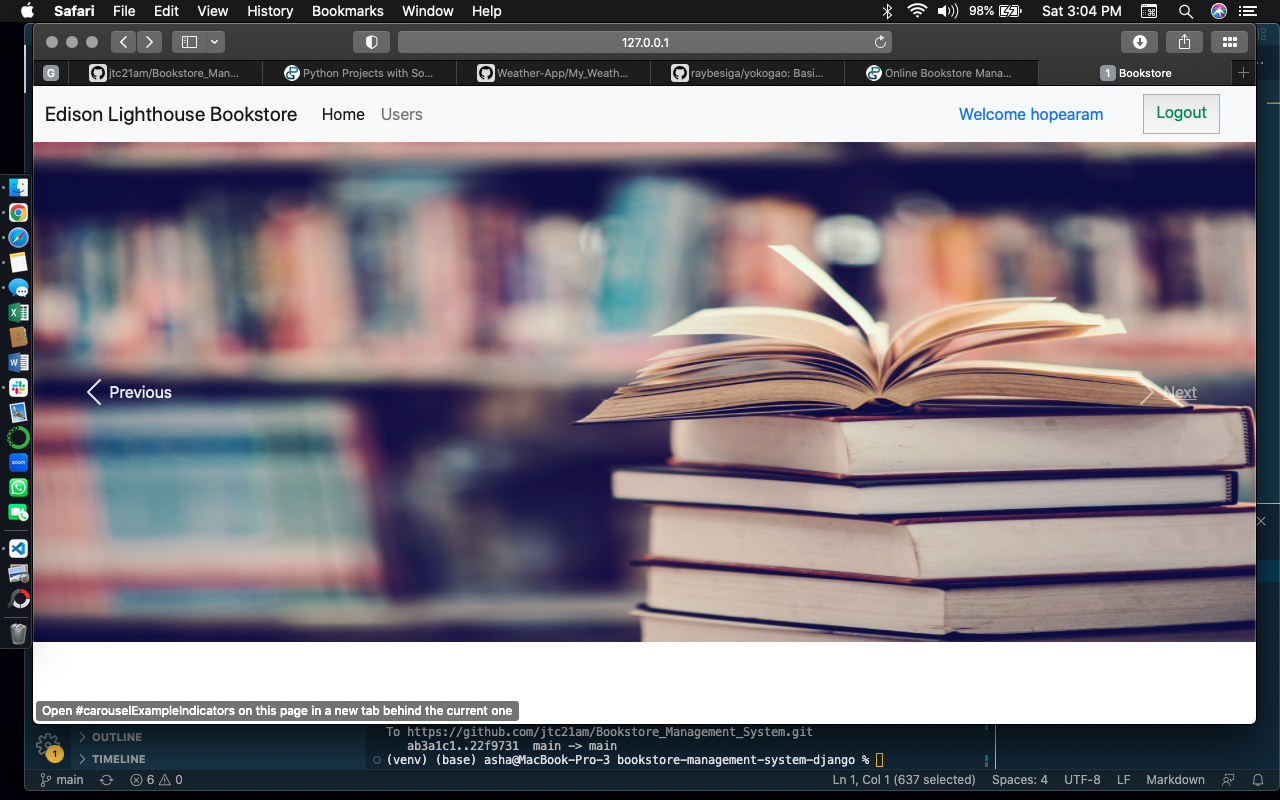 Safari File Edit View History Bookmarks Window Help 98% Sat 3:04 PM
127.0.0.1
G jtc21am/Bookstore_Man... Python Projects with So... Weather-App/My_Weath... raybesiga/yokogao: Basi... Online Bookstore Mana... 1 Bookstore
Edison Lighthouse Bookstore Home Users Welcome hopearam Logout
Previous Next
zoom
Open #carouselExampleIndicators on this page in a new tab behind the current one
To https://github.com/jtc21am/Bookstore_Management_System.git
OUTLINE
ab3a1c1..22f9731 main -> main
1 TIMELINE
(venv) (base) asha@MacBook-Pro-3 bookstore-management-system-django %
main 6 0 Ln 1, Col 1 (637 selected) Spaces: 4 UTF-8 LF Markdown